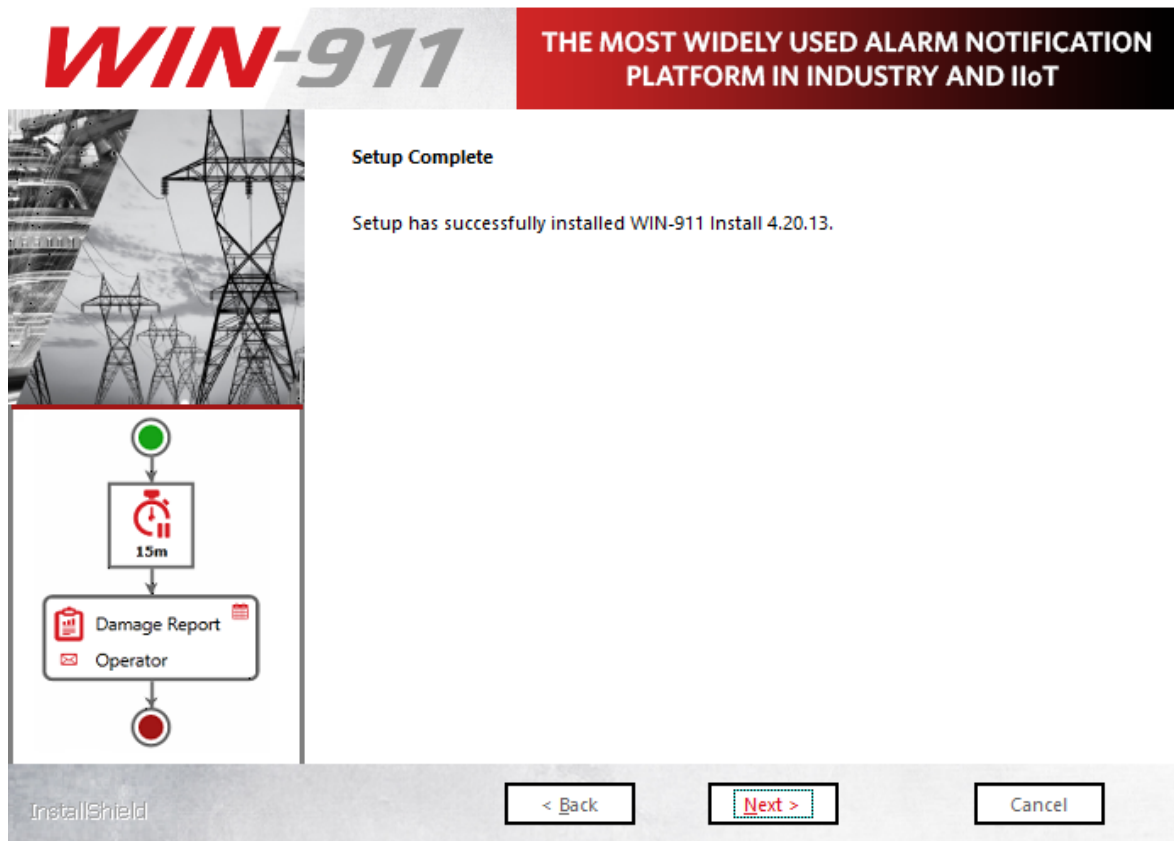 WIN-911
THE MOST WIDELY USED ALARM NOTIFICATION
PLATFORM IN INDUSTRY AND IIoT
Setup Complete
Setup has successfully installed WIN-911 Install 4.20.13.
15m
Damage Report
Operator
InstallShield
< Back
Next >
Cancel